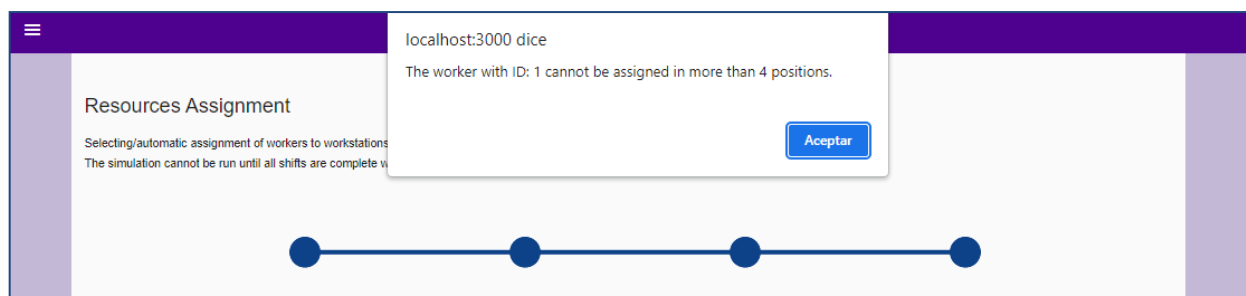 localhost:3000 dice
The worker with ID: 1 cannot be assigned in more than 4 positions.
Aceptar
Resources Assignment
Selecting/automatic assignment of workers to workstations
The simulation cannot be run until all shifts are complete